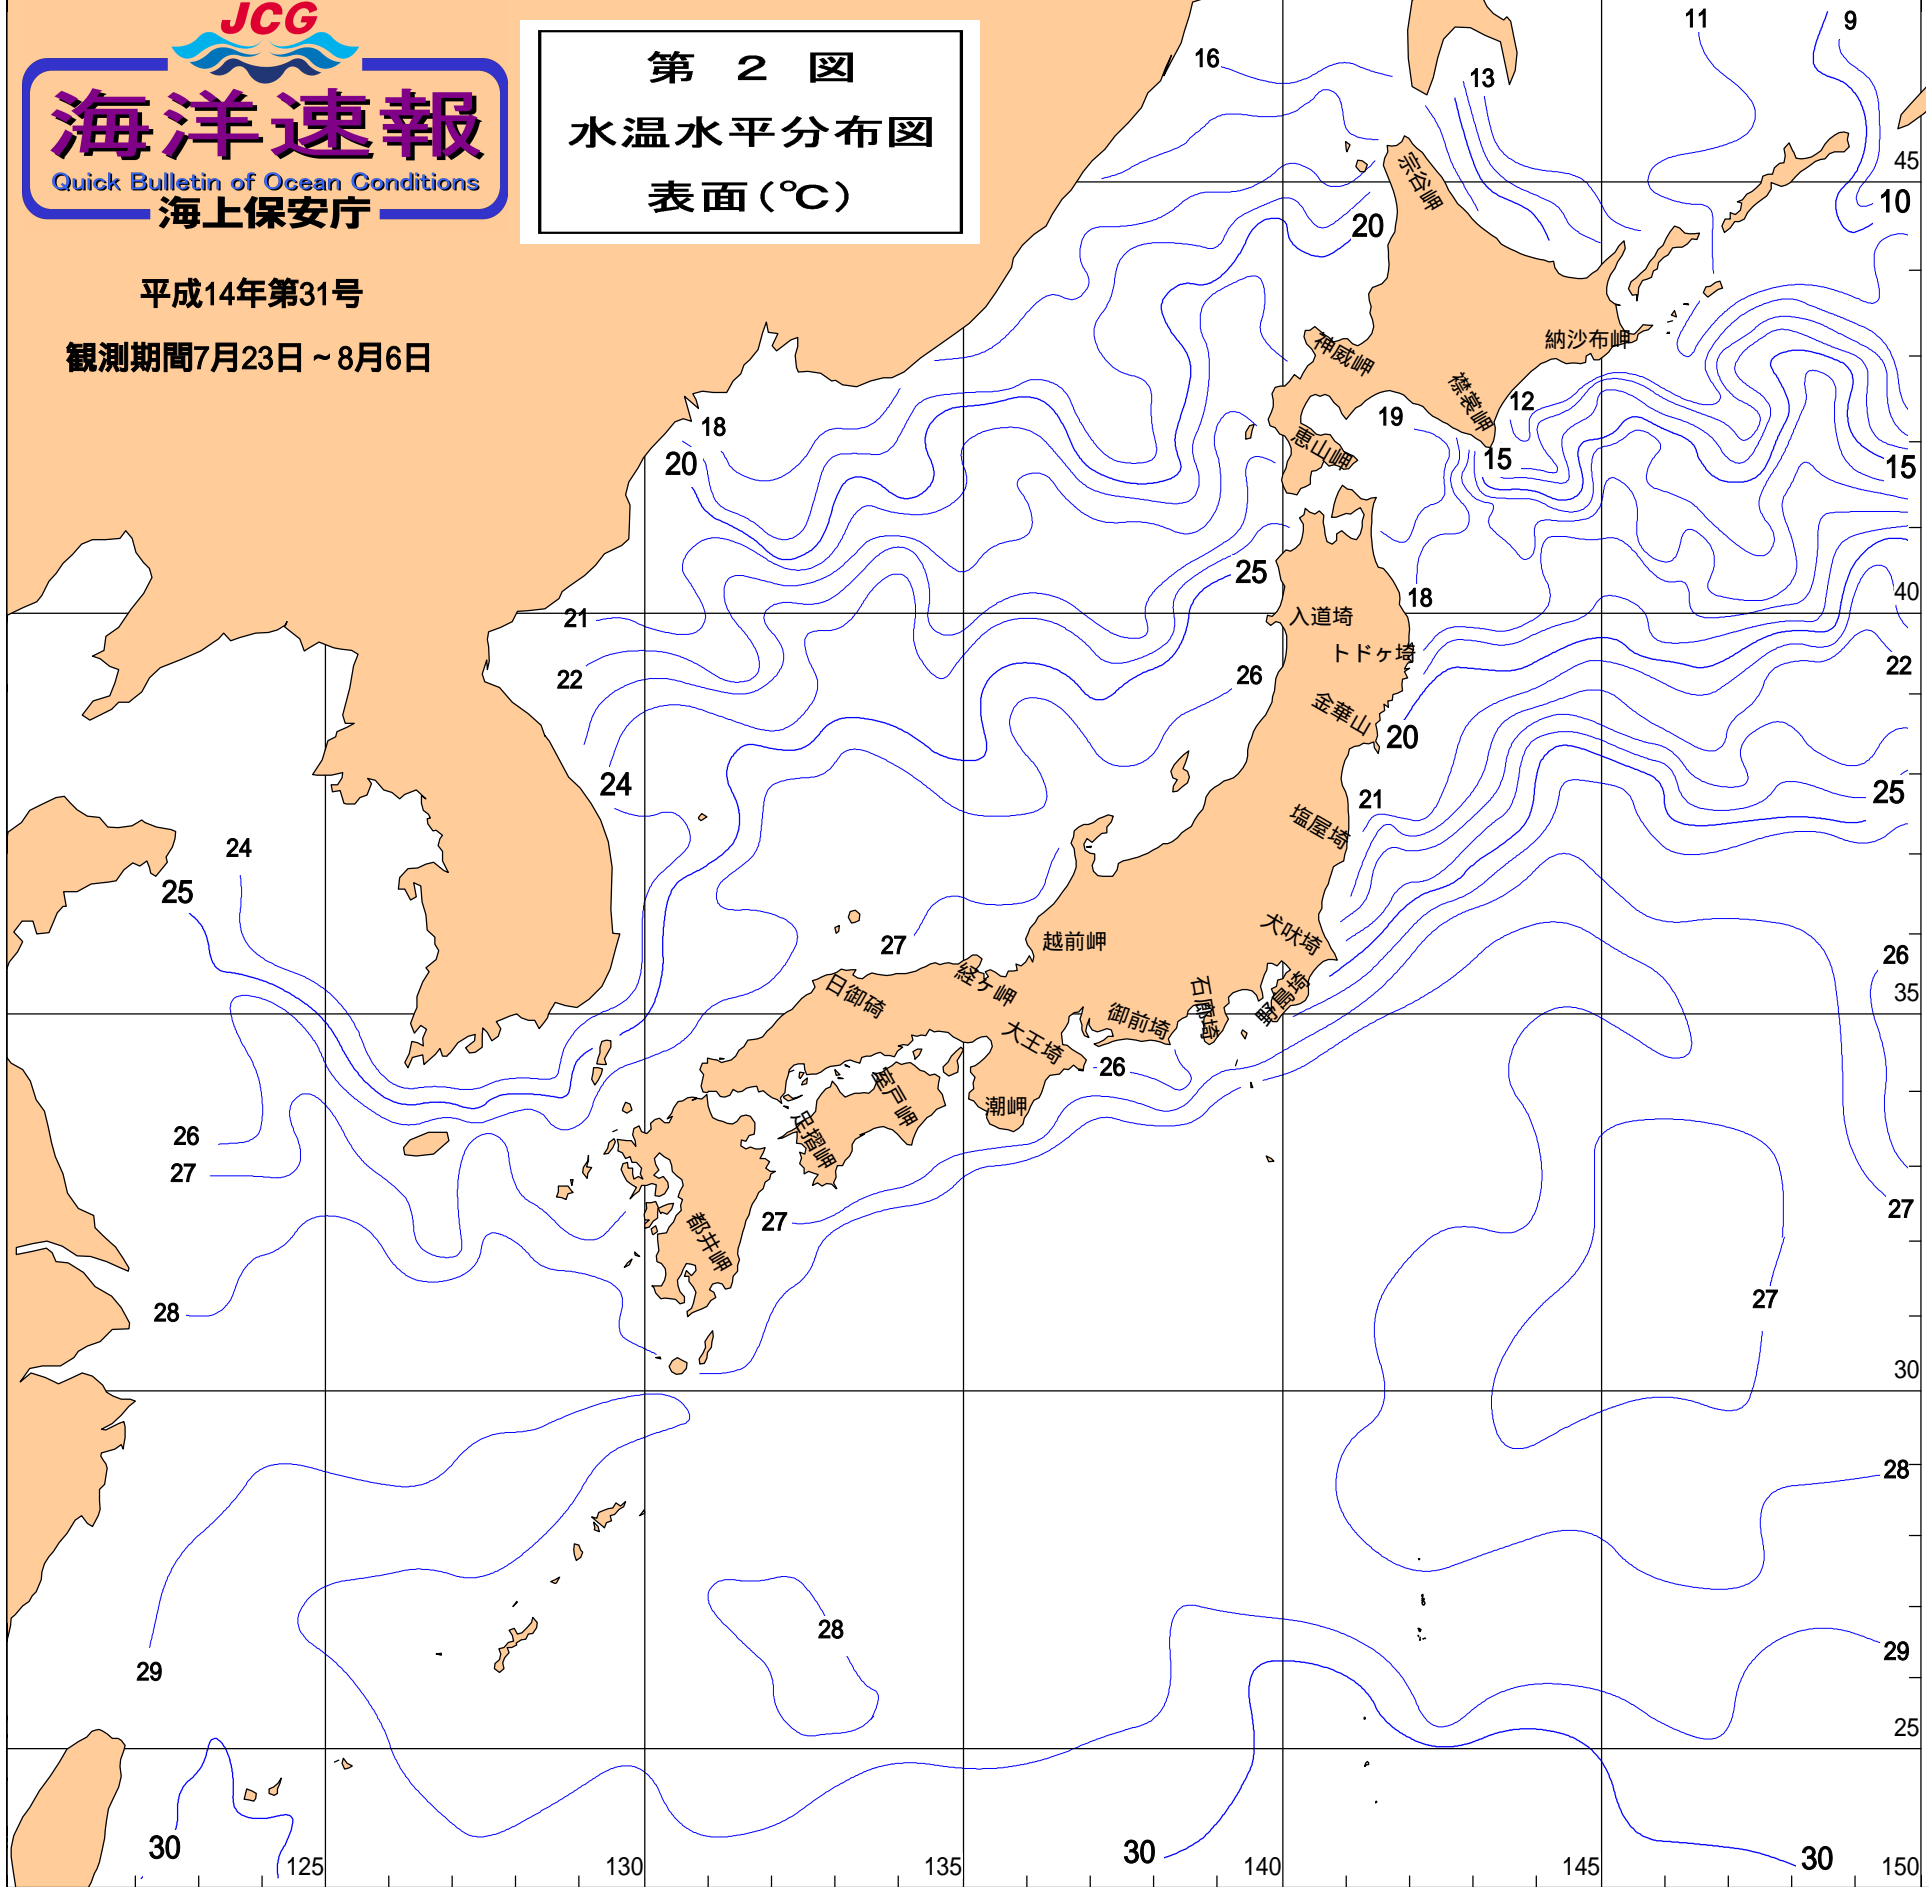 JCG
海洋速報
Quick Bulletin of Ocean Conditions
海上保安庁
第 2 図
水温水平分布図
表面(℃)
平成14年第31号
観測期間7月23日~8月6日
16
13
11
9
45
宗谷岬
10
20
神威岬
納沙布岬
襟裳岬
12
19
18
恵山岬
15
15
20
25
18
40
21
入道埼
トドヶ埼
22
26
22
金華山
20
24
21
25
塩屋埼
24
25
犬吠埼
27
越前岬
26
経ヶ岬
日御碕
石廊埼
野島埼
35
御前埼
大王埼
26
室戸岬
潮岬
26
足摺岬
27
27
27
都井岬
28
27
30
28
28
29
29
25
30
30
30
125
130
135
140
145
150